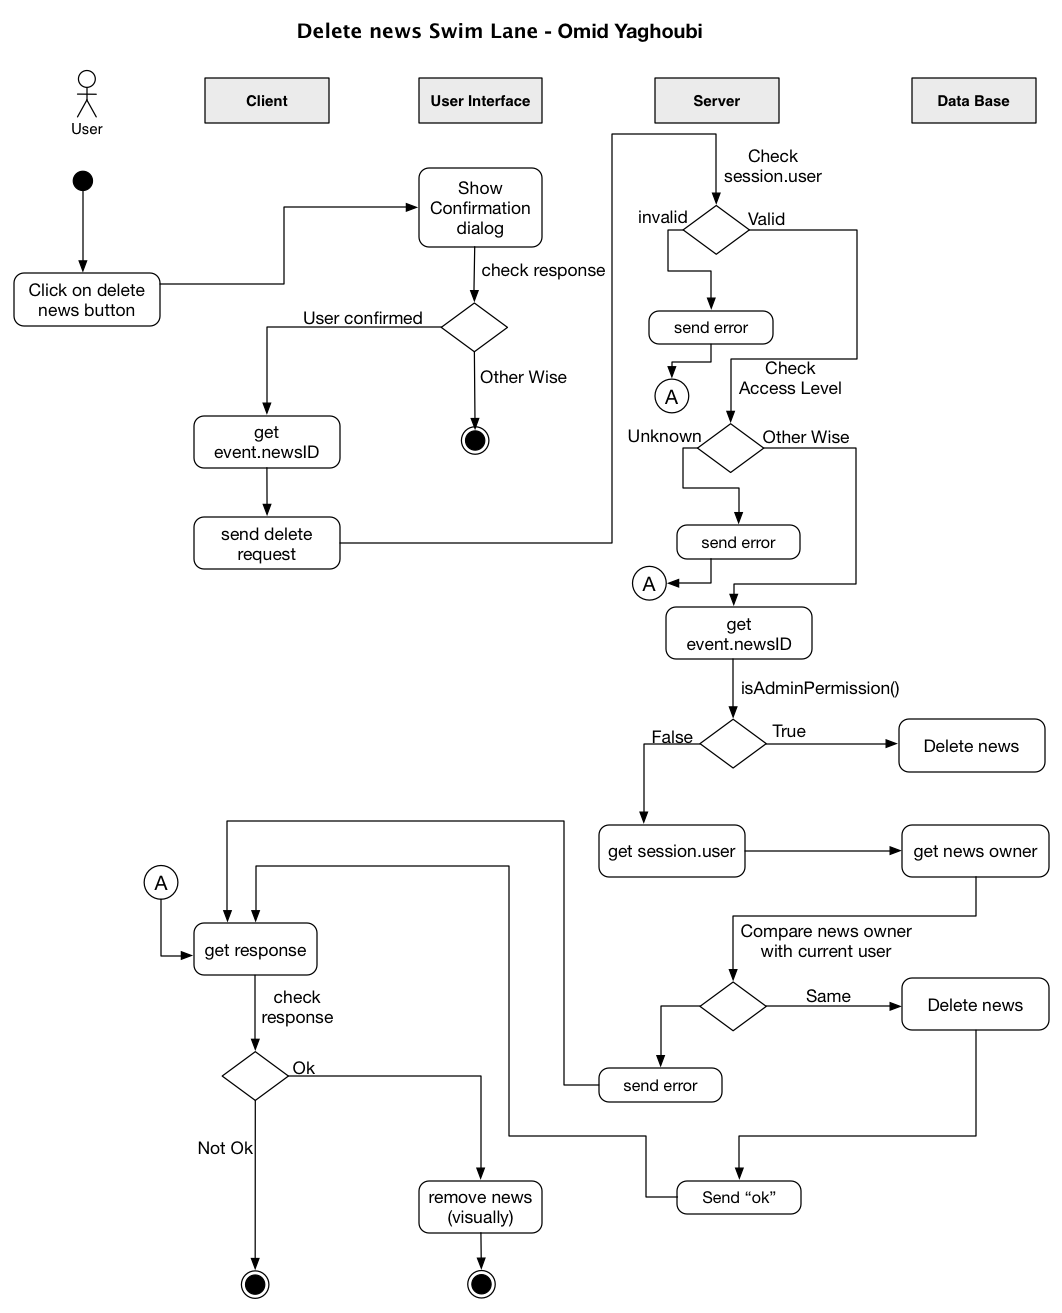 Delete news Swim Lane - Omid Yaghoubi
User
Client
User Interface
Server
Data Base
Show
Confirmation
dialog
Check
session.user
invalid
Valid
Click on delete
news button
check response
User confirmed
Other Wise
send error
A
Check
Access Level
get
event.newsID
Unknown
Other Wise
send delete
request
send error
A
get
event.newsID
isAdminPermission()
False
True
Delete news
get session.user
get news owner
A
get response
Compare news owner
with current user
check
response
Same
Delete news
Ok
send error
Not Ok
remove news
(visually)
Send “ok”